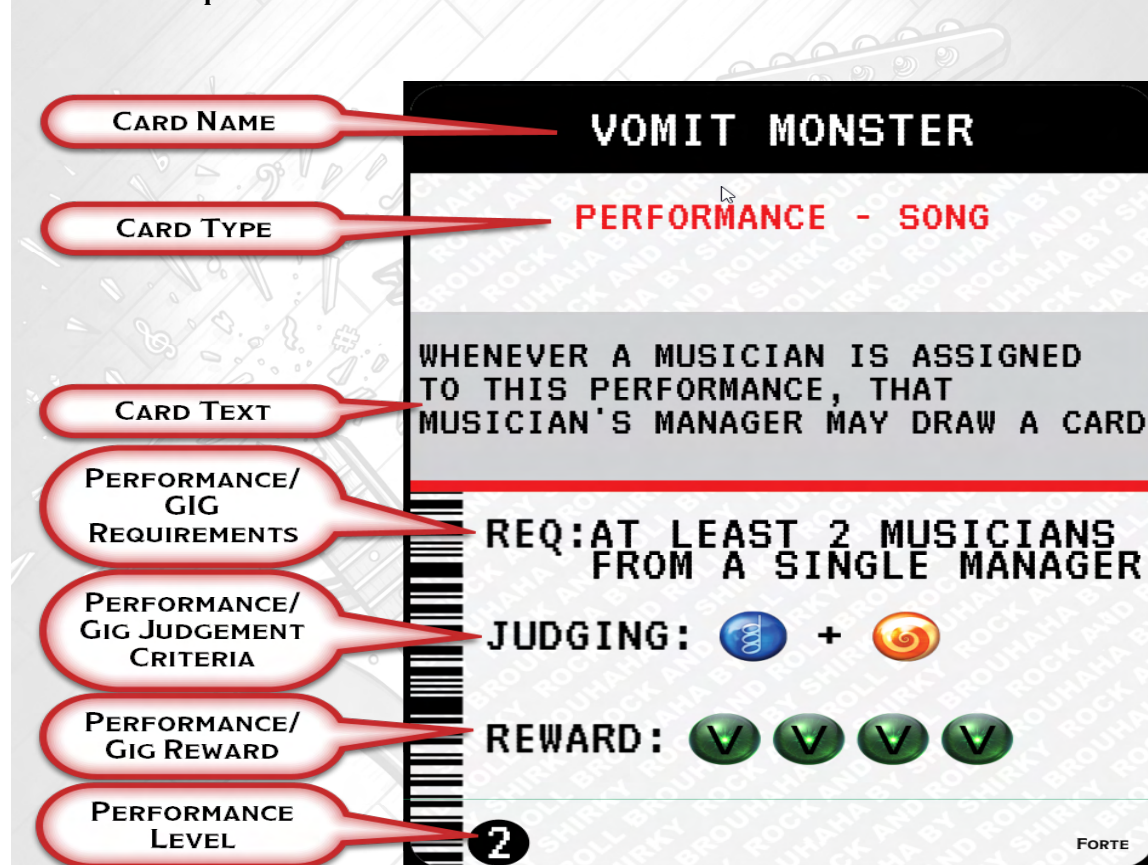 CARD NAME
VOMIT MONSTER
CARD TYPE
PERFORMANCE - SONG
CARD TEXT
WHENEVER A MUSICIAN IS ASSIGNED
TO THIS PERFORMANCE, THAT
MUSICIAN'S MANAGER MAY DRAW A CARD
PERFORMANCE/
GIG
REQUIREMENTS
REQ:AT LEAST 2 MUSICIANS
FROM A SINGLE MANAGER
PERFORMANCE/
GIG JUDGEMENT
CRITERIA
JUDGING: +
PERFORMANCE/
GIG REWARD
REWARD: V V V V
PERFORMANCE
LEVEL
2
FORTE